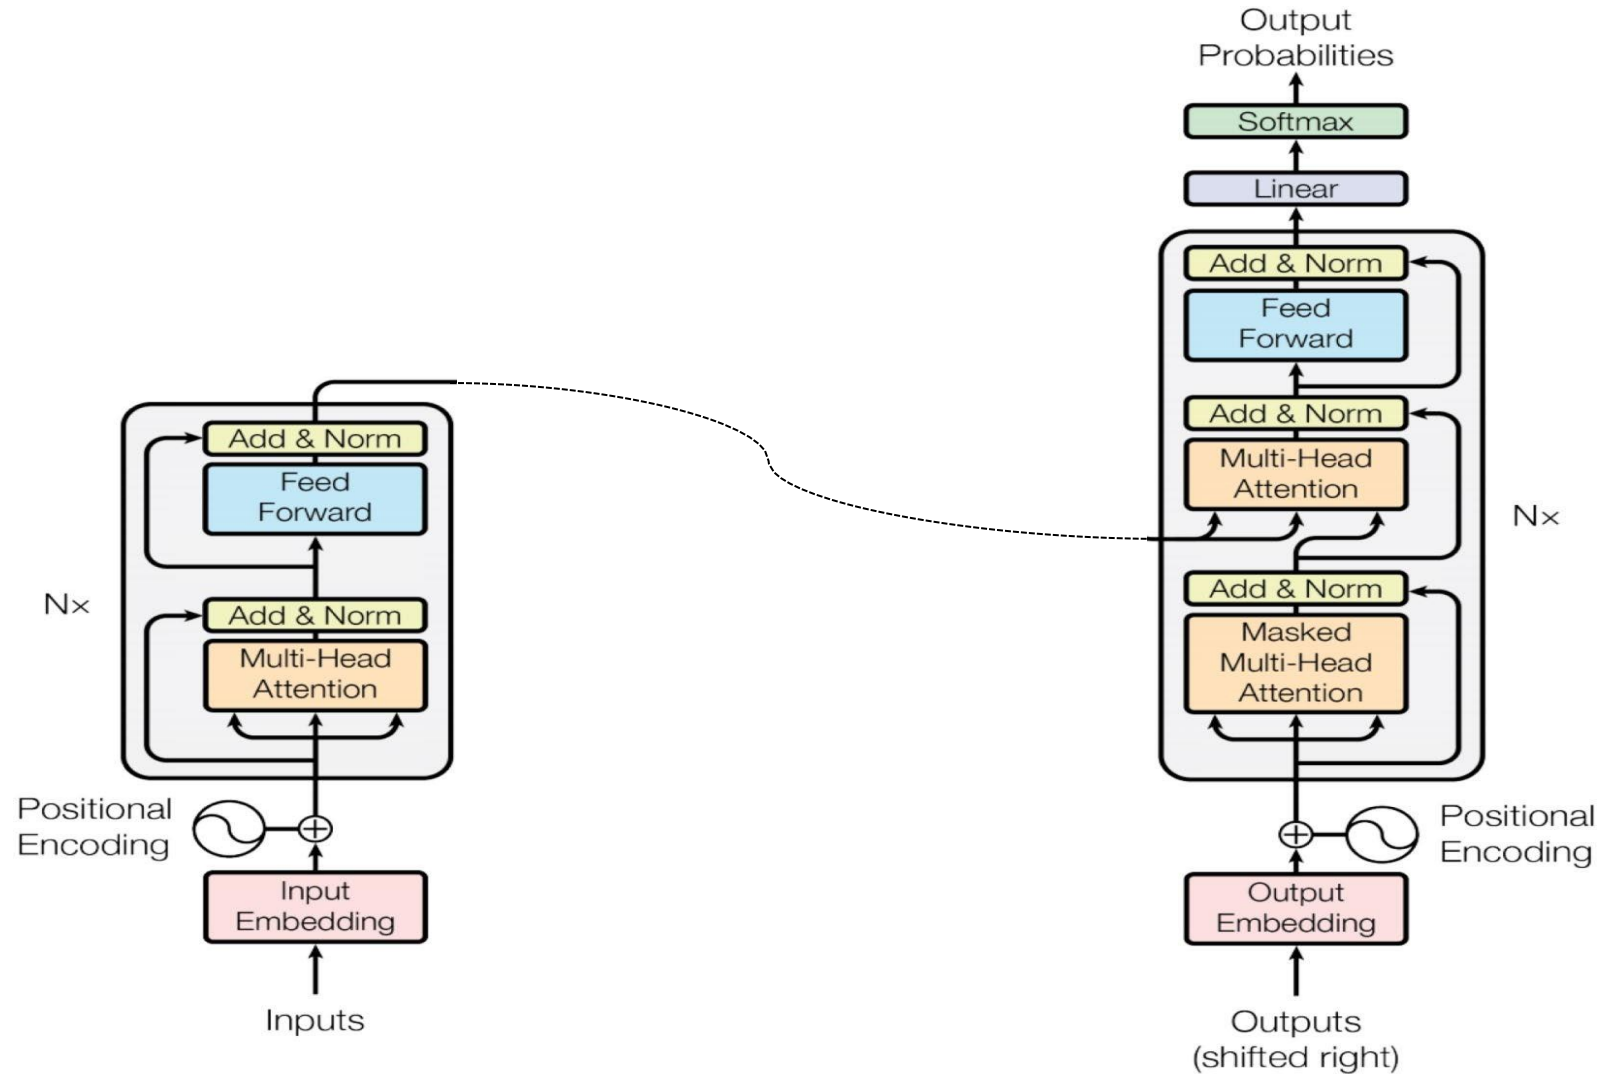 Output
Probabilities
Softmax
Linear
Add & Norm
Feed
Forward
Add & Norm
Multi-Head
Attention
Nx
Add & Norm
Masked
Multi-Head
Attention
Positional
Encoding
Output
Embedding
Outputs
(shifted right)
Add & Norm
Feed
Forward
Nx
Add & Norm
Multi-Head
Attention
Positional
Encoding
Input
Embedding
Inputs